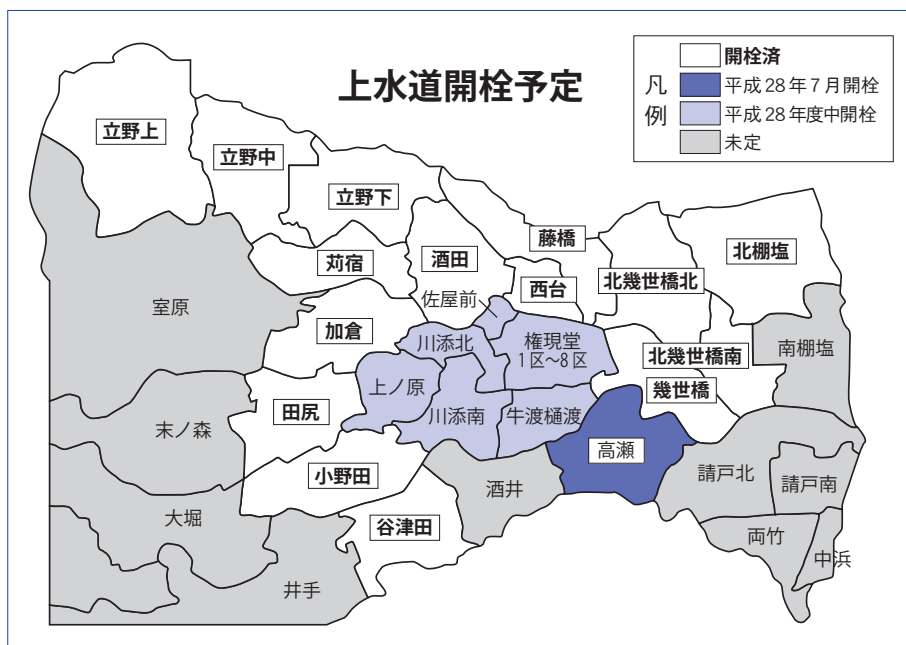 上水道開栓予定
凡例
開栓済
平成28年7月開栓
平成28年度中開栓
未定
立野上
立野中
立野下
藤橋
北棚塩
苅宿
酒田
西台
北幾世橋北
佐屋前
室原
加倉
川添北
権現堂
1区〜8区
北幾世橋南
南棚塩
上ノ原
幾世橋
田尻
川添南
牛渡樋渡
末ノ森
高瀬
小野田
酒井
請戸北
請戸南
大堀
谷津田
両竹
中浜
井手